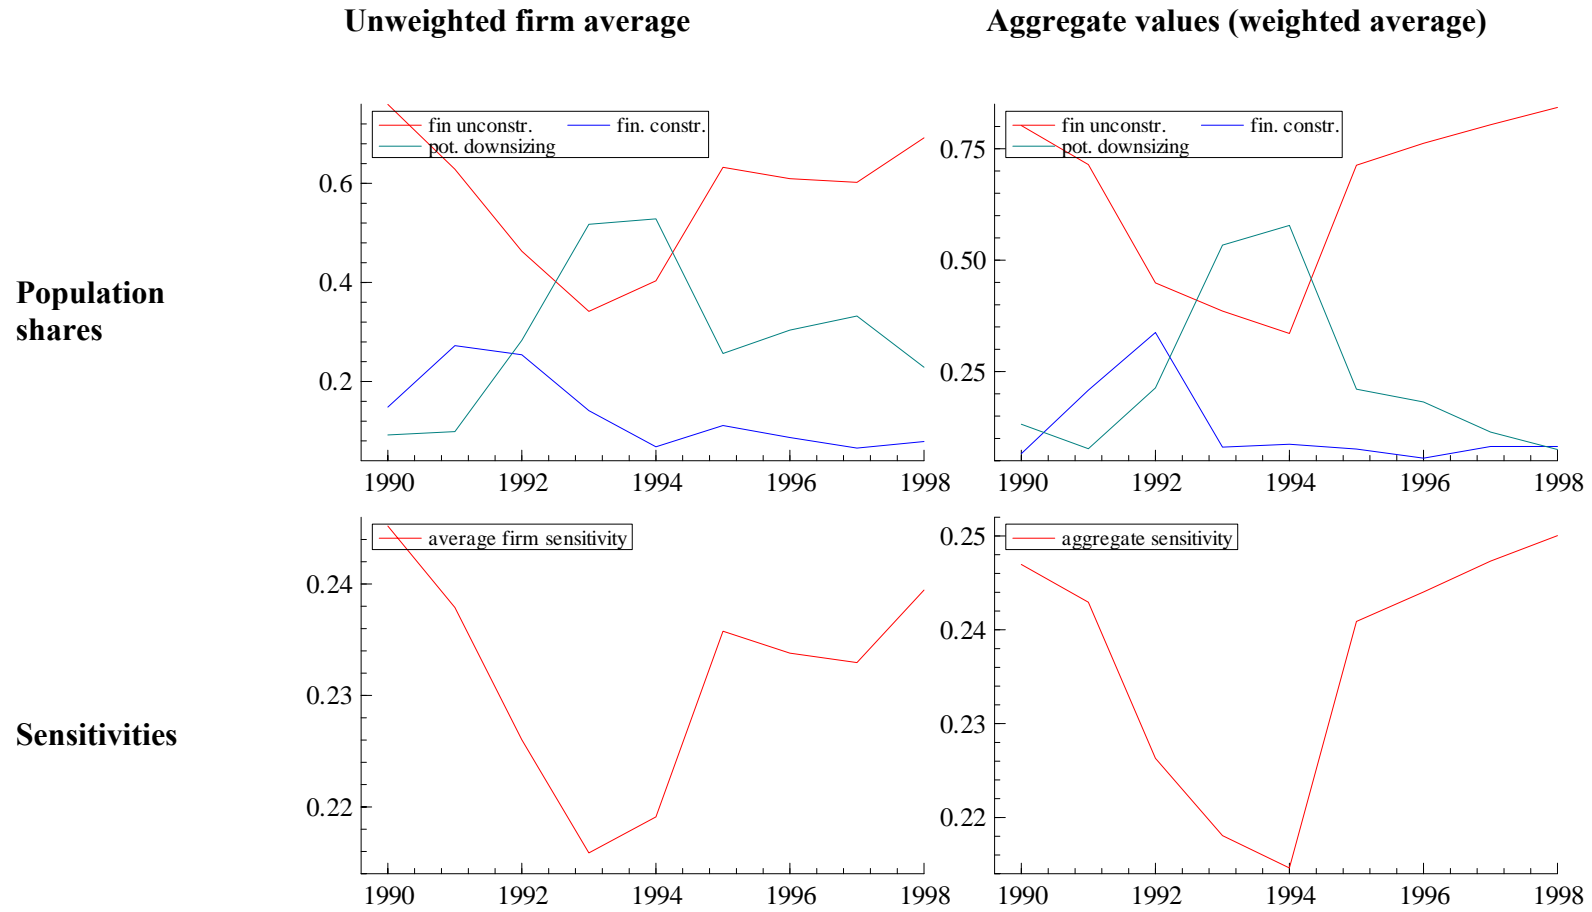 Unweighted firm average
Aggregate values (weighted average)
Population
shares
fin unconstr. fin. constr.
pot. downsizing
0.6
0.4
0.2
1990 1992 1994 1996 1998
fin unconstr. fin. constr.
pot. downsizing
0.75
0.50
0.25
1990 1992 1994 1996 1998
Sensitivities
average firm sensitivity
0.24
0.23
0.22
1990 1992 1994 1996 1998
aggregate sensitivity
0.25
0.24
0.23
0.22
1990 1992 1994 1996 1998